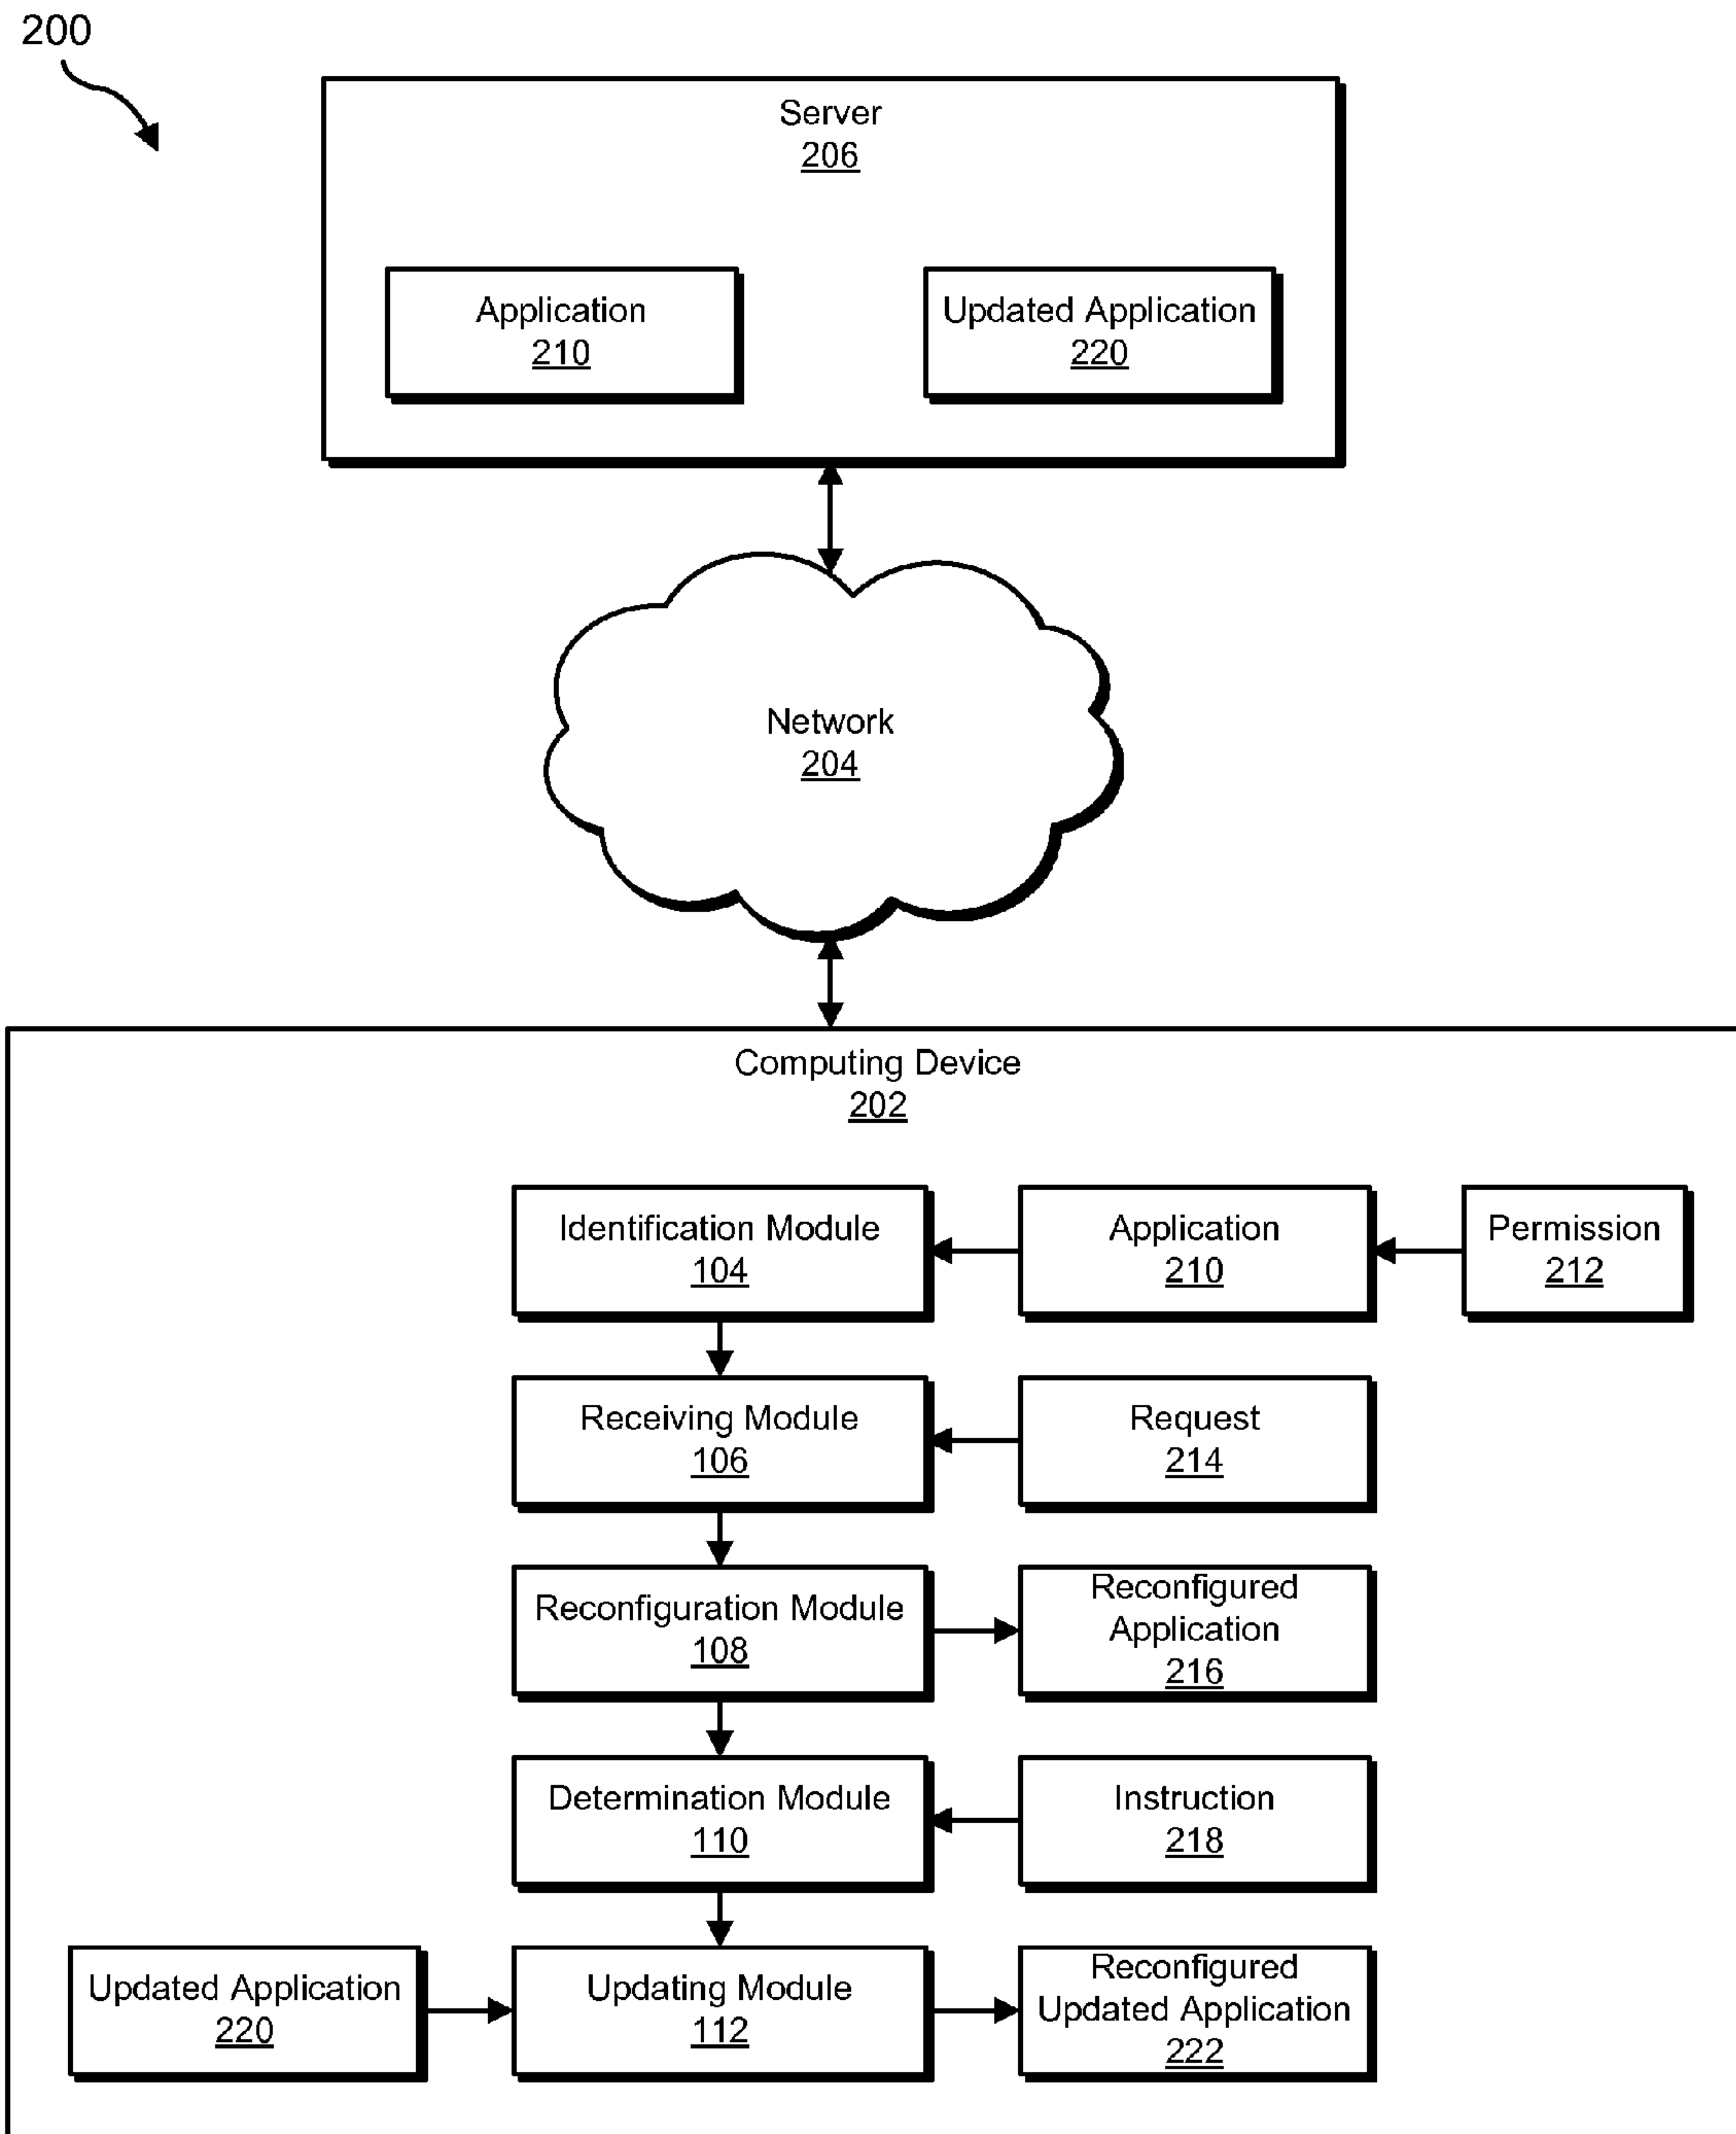 200
Server
206
Application
210
Updated Application
220
Network
204
Computing Device
202
Identification Module
104
Application
210
Permission
212
Receiving Module
106
Request
214
Reconfiguration Module
108
Reconfigured
Application
216
Determination Module
110
Instruction
218
Updated Application
220
Updating Module
112
Reconfigured
Updated Application
222